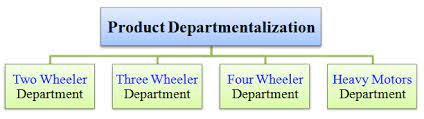 Product Departmentalization
Two Wheeler
Department
Three Wheeler
Department
Four Wheeler
Department
Heavy Motors
Department